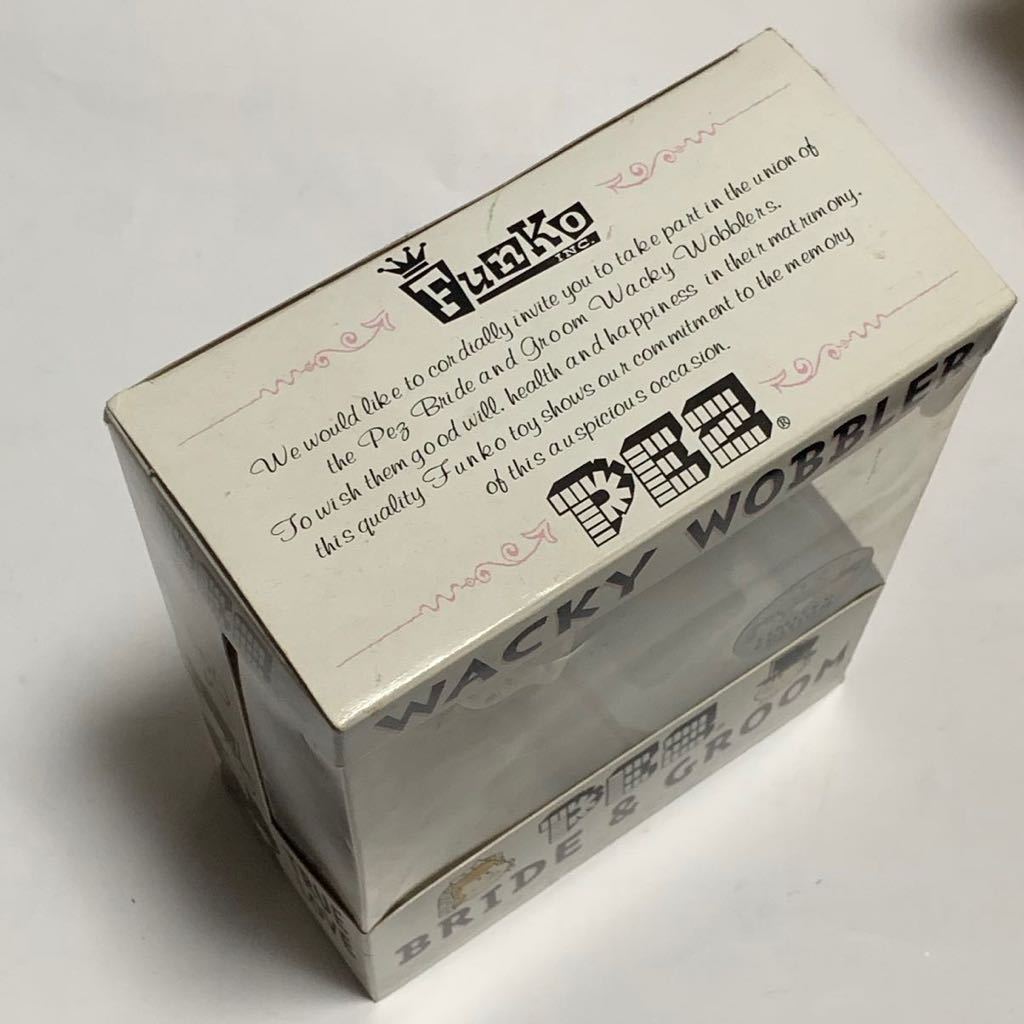 FunKo
INC.
We would like to cordially invite you to take part in the union of
the Pez Bride and Groom Wacky Wobblers.
To wish them good will, health and happiness in their matrimony.
this quality Funko toy shows our commitment to the memory
of this auspicious occasion.
PEZ®
WACKY WOBBLER
PEZ
BRIDE & GROOM